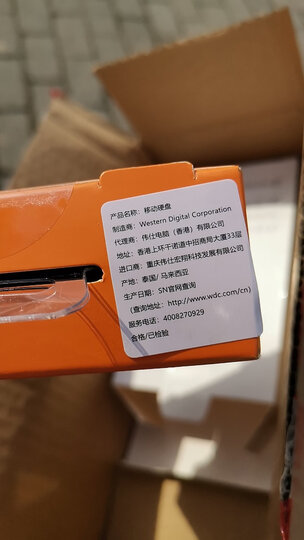 产品名称：移动硬盘
制造商：Western Digital Corporation
代理商：伟仕电脑（香港）有限公司
地址：香港上环干诺道中招商局大厦33层
进口商：重庆伟仕宏翔科技发展有限公司
产地：泰国/ 马来西亚
生产日期：SN官网查询
(查询地址：http://www.wdc.com/cn)
服务电话：4008270929
合格/已检验